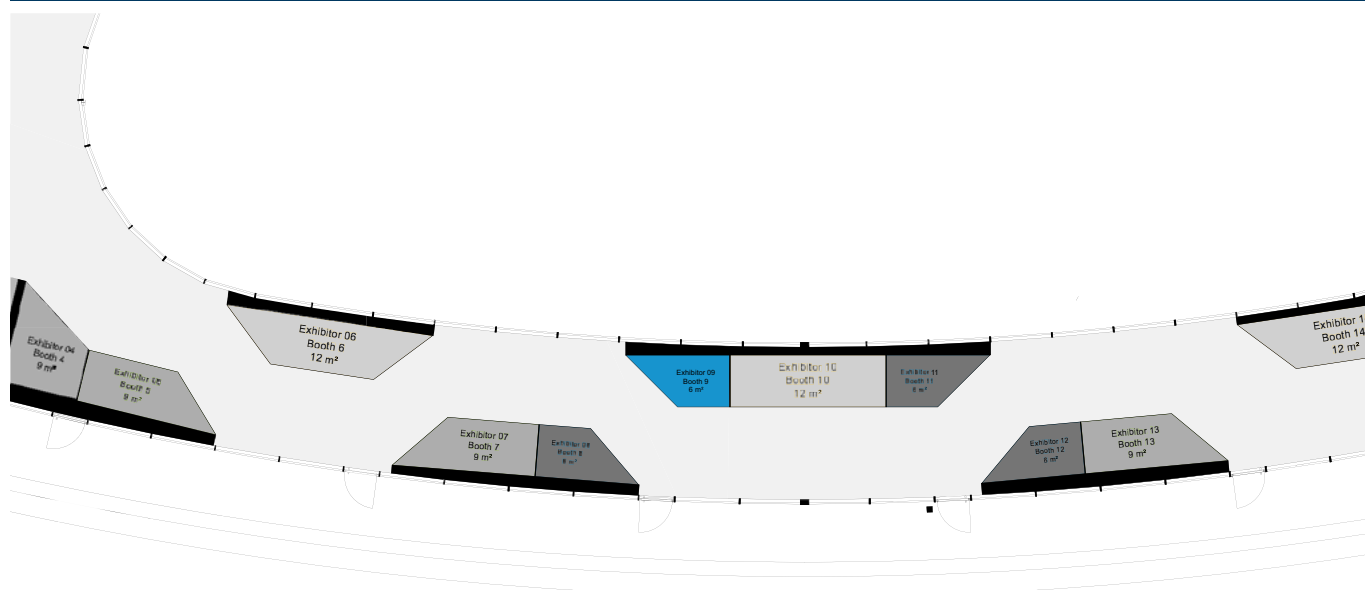 Exhibitor 04
Booth 4
9 m²
Exhibitor 05
Booth 5
9 m²
Exhibitor 06
Booth 6
12 m²
Exhibitor 07
Booth 7
9 m²
Exhibitor 08
Booth 8
6 m²
Exhibitor 09
Booth 9
6 m²
Exhibitor 10
Booth 10
12 m²
Exhibitor 11
Booth 11
6 m²
Exhibitor 12
Booth 12
6 m²
Exhibitor 13
Booth 13
9 m²
Exhibitor 1
Booth 14
12 m²